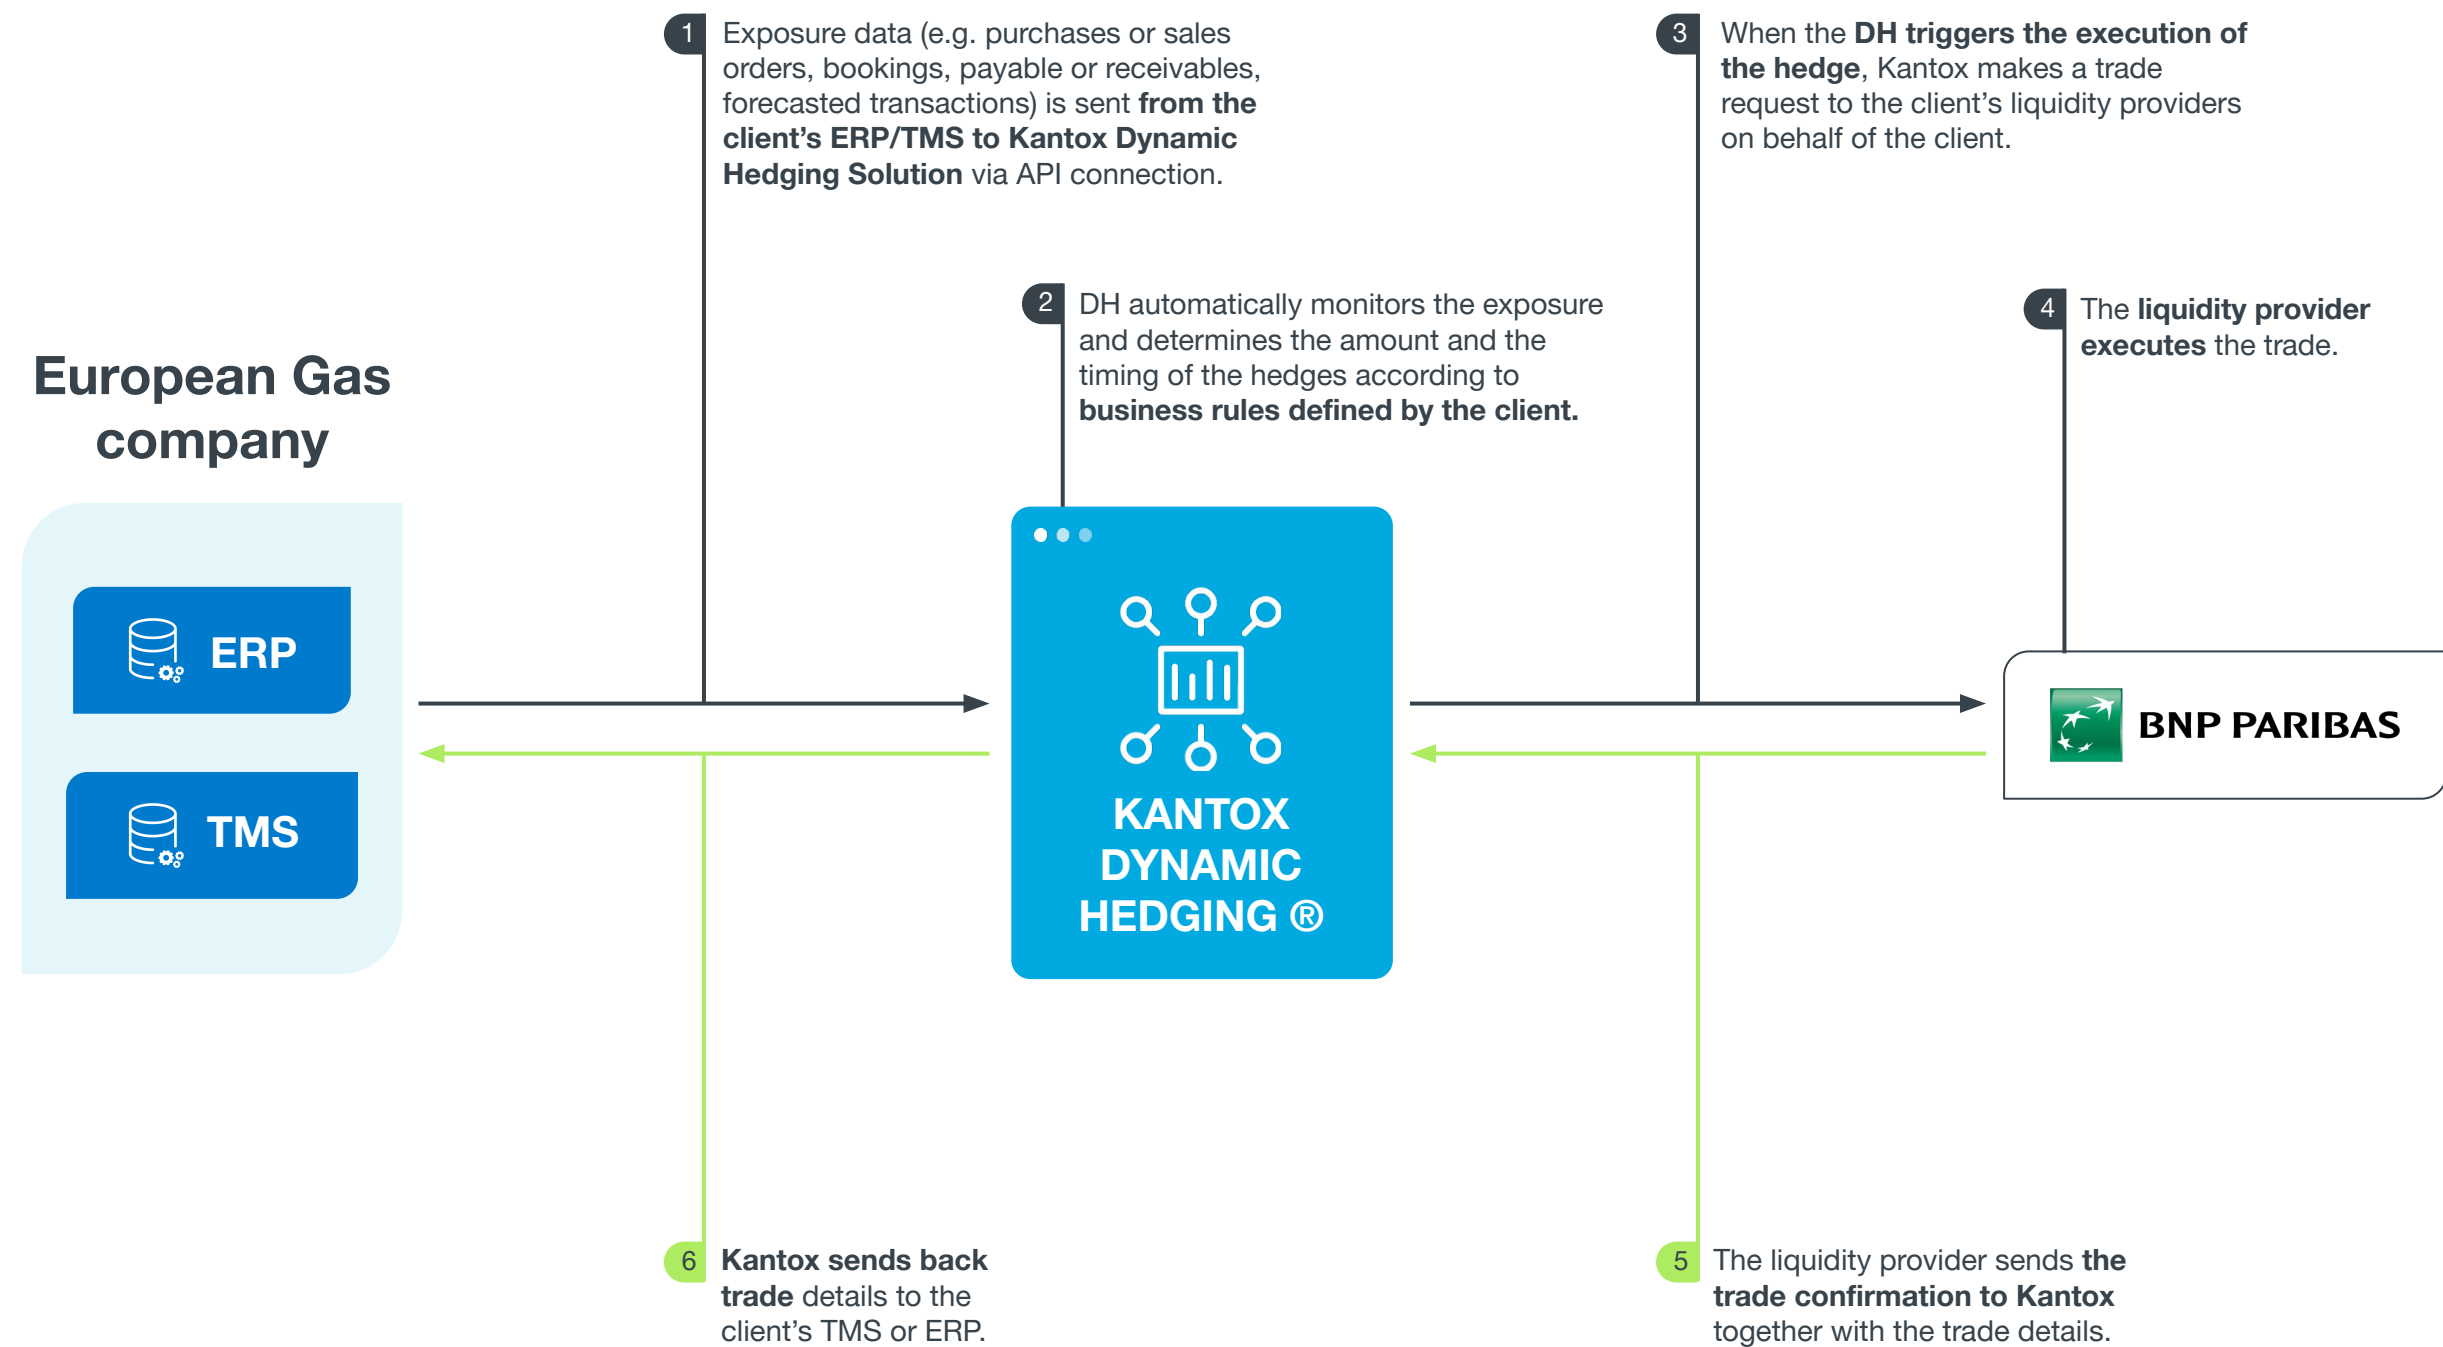 1
Exposure data (e.g. purchases or sales
orders, bookings, payable or receivables,
forecasted transactions) is sent from the
client's ERP/TMS to Kantox Dynamic
Hedging Solution via API connection.
3
When the DH triggers the execution of
the hedge, Kantox makes a trade
request to the client's liquidity providers
on behalf of the client.
2
DH automatically monitors the exposure
and determines the amount and the
timing of the hedges according to
business rules defined by the client.
4
The liquidity provider
executes the trade.
European Gas
company
ERP
TMS
KANTOX
DYNAMIC
HEDGING ®
BNP PARIBAS
6
Kantox sends back
trade details to the
client's TMS or ERP.
5
The liquidity provider sends the
trade confirmation to Kantox
together with the trade details.